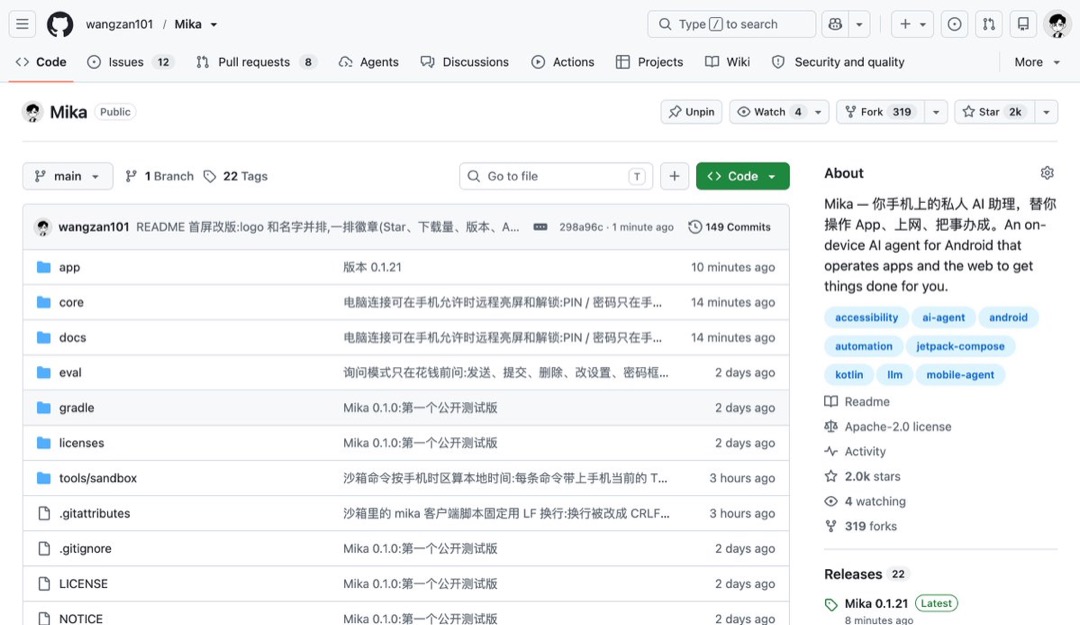 wangzan101 / Mika
Type / to search
Code
Issues 12
Pull requests 8
Agents
Discussions
Actions
Projects
Wiki
Security and quality
More
Mika Public
Unpin
Watch 4
Fork 319
Star 2k
main
1 Branch
22 Tags
Go to file T
Code
wangzan101 README 首屏改版:logo 和名字并排,一排徽章(Star、下载量、版本、A... 298a96c · 1 minute ago 149 Commits
app 版本 0.1.21 10 minutes ago
core 电脑连接可在手机允许时远程亮屏和解锁:PIN / 密码只在手... 14 minutes ago
docs 电脑连接可在手机允许时远程亮屏和解锁:PIN / 密码只在手... 14 minutes ago
eval 询问模式只在花钱前问:发送、提交、删除、改设置、密码框... 2 days ago
gradle Mika 0.1.0:第一个公开测试版 2 days ago
licenses Mika 0.1.0:第一个公开测试版 2 days ago
tools/sandbox 沙箱命令按手机时区算本地时间:每条命令带上手机当前的 T... 3 hours ago
.gitattributes 沙箱里的 mika 客户端脚本固定用 LF 换行:换行被改成 CRLF... 3 hours ago
.gitignore Mika 0.1.0:第一个公开测试版 2 days ago
LICENSE Mika 0.1.0:第一个公开测试版 2 days ago
NOTICE Mika 0.1.0:第一个公开测试版 2 days ago
About
Mika — 你手机上的私人 AI 助理，替你
操作 App、上网、把事办成。An on-
device AI agent for Android that
operates apps and the web to get
things done for you.
accessibility ai-agent android
automation jetpack-compose
kotlin llm mobile-agent
Readme
Apache-2.0 license
Activity
2.0k stars
4 watching
319 forks
Releases 22
Mika 0.1.21 Latest
8 minutes ago